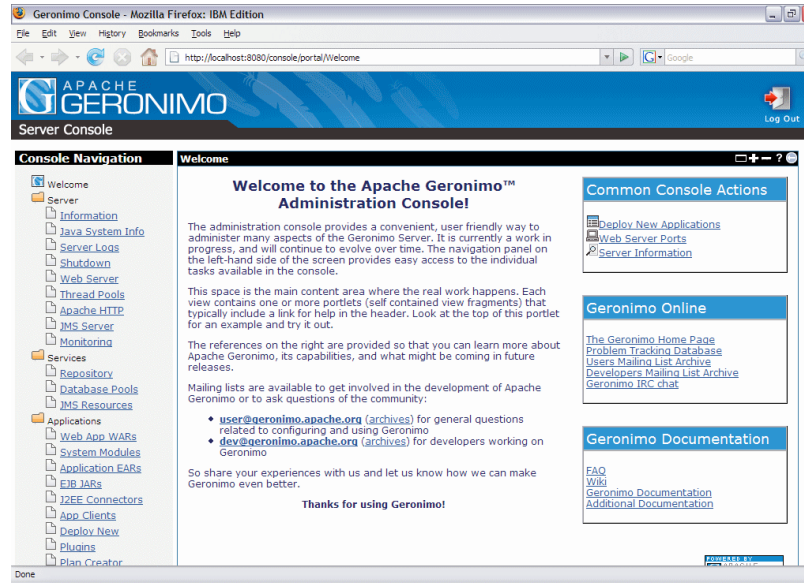 Geronimo Console - Mozilla Firefox: IBM Edition
File Edit View History Bookmarks Tools Help
http://localhost:8080/console/portal/Welcome
G Google
APACHE
GERONIMO
Server Console
Log Out
Console Navigation
Welcome
Server
Information
Java System Info
Server Logs
Shutdown
Web Server
Thread Pools
Apache HTTP
JMS Server
Monitoring
Services
Repository
Database Pools
JMS Resources
Applications
Web App WARs
System Modules
Application EARs
EJB JARs
J2EE Connectors
App Clients
Deploy New
Plugins
Plan Creator
Welcome
Welcome to the Apache Geronimo™
Administration Console!
The administration console provides a convenient, user friendly way to
administer many aspects of the Geronimo Server. It is currently a work in
progress, and will continue to evolve over time. The navigation panel on
the left-hand side of the screen provides easy access to the individual
tasks available in the console.
This space is the main content area where the real work happens. Each
view contains one or more portlets (self contained view fragments) that
typically include a link for help in the header. Look at the top of this portlet
for an example and try it out.
The references on the right are provided so that you can learn more about
Apache Geronimo, its capabilities, and what might be coming in future
releases.
Mailing lists are available to get involved in the development of Apache
Geronimo or to ask questions of the community:
user@geronimo.apache.org (archives) for general questions
related to configuring and using Geronimo
dev@geronimo.apache.org (archives) for developers working on
Geronimo
So share your experiences with us and let us know how we can make
Geronimo even better.
Thanks for using Geronimo!
Common Console Actions
Deploy New Applications
Web Server Ports
Server Information
Geronimo Online
The Geronimo Home Page
Problem Tracking Database
Users Mailing List Archive
Developers Mailing List Archive
Geronimo IRC chat
Geronimo Documentation
FAQ
Wiki
Geronimo Documentation
Additional Documentation
POWERED BY
APACHE
Done